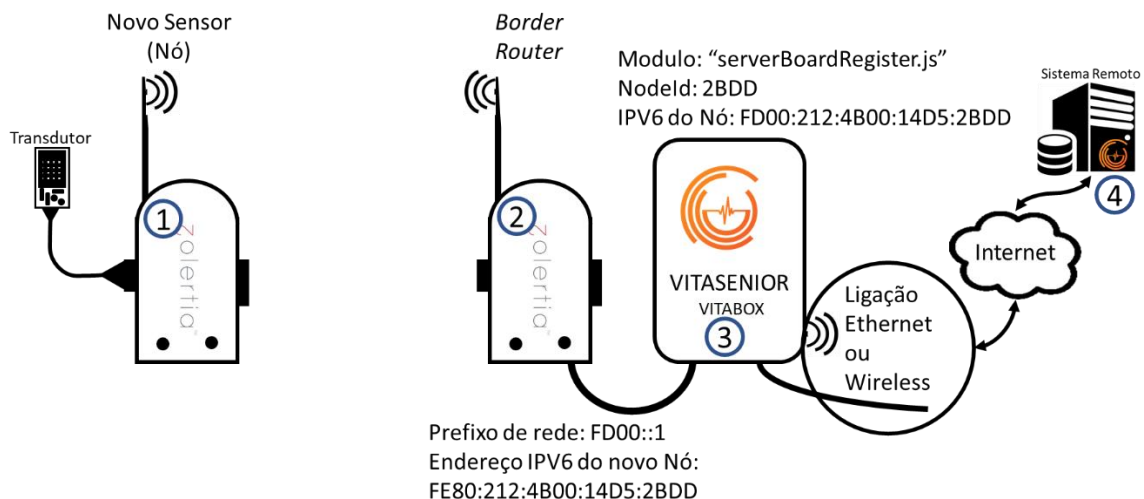 Novo Sensor
(Nó)
Transdutor
1
Zolertia
Border
Router
2
Zolertia
Modulo: “serverBoardRegister.js”
NodeId: 2BDD
IPV6 do Nó: FD00:212:4B00:14D5:2BDD
VITASENIOR
VITABOX
3
Sistema Remoto
4
Internet
Ligação
Ethernet
ou
Wireless
Prefixo de rede: FD00::1
Endereço IPV6 do novo Nó:
FE80:212:4B00:14D5:2BDD